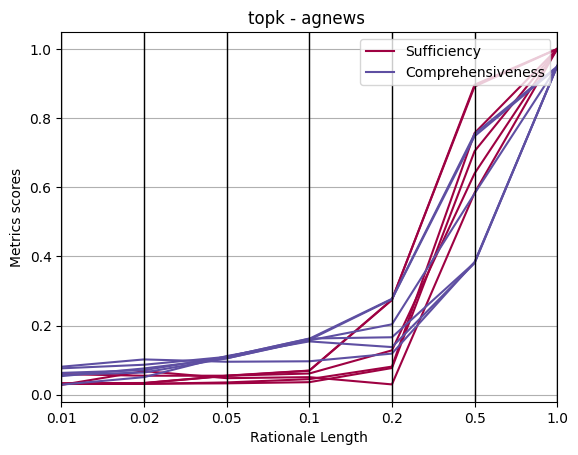 topk - agnews
Sufficiency
Comprehensiveness
Metrics scores
1.0
0.8
0.6
0.4
0.2
0.0
0.01 0.02 0.05 0.1 0.2 0.5 1.0
Rationale Length